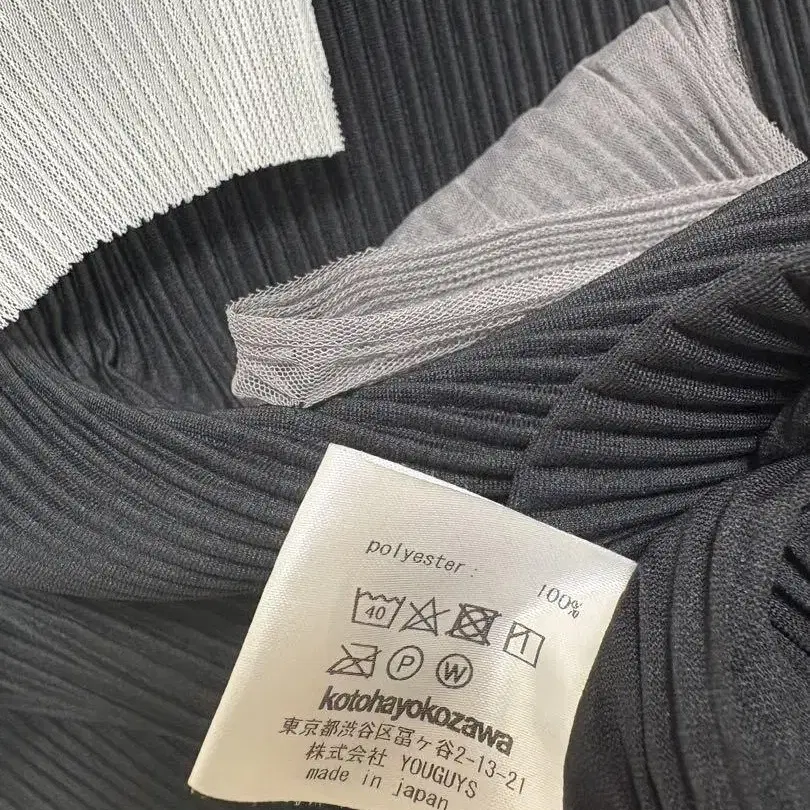 polyester: 100%
40
P W
kotohayokozawa
東京都渋谷区富ヶ谷2-13-21
株式会社 YOUGUYS
made in japan